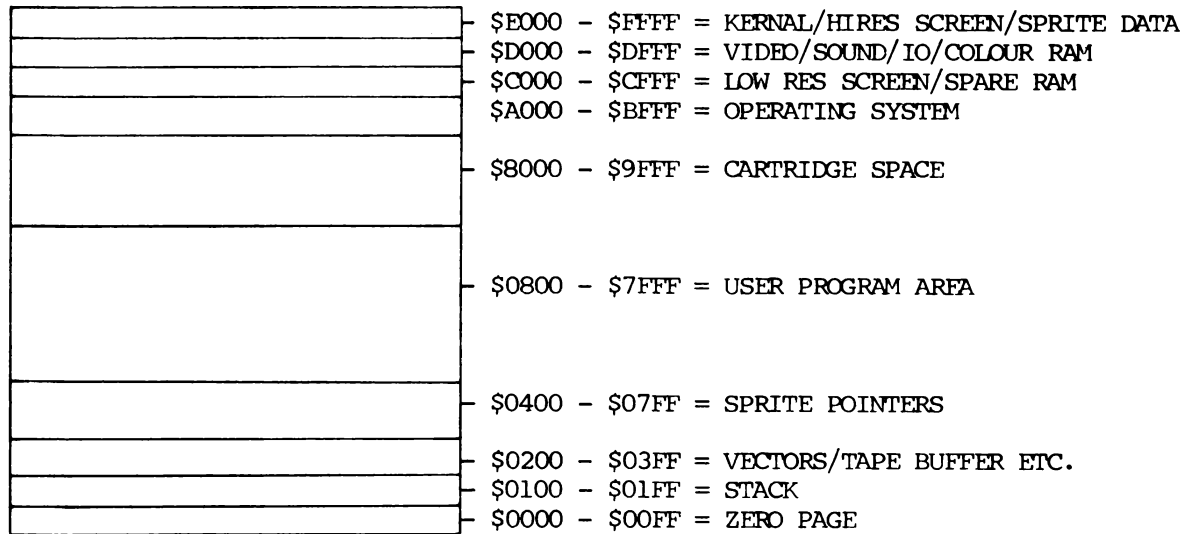 $E000 - $FFFF = KERNAL/HIRES SCREEN/SPRITE DATA
$D000 - $DFFF = VIDEO/SOUND/IO/COLOUR RAM
$C000 - $CFFF = LOW RES SCREEN/SPARE RAM
$A000 - $BFFF = OPERATING SYSTEM
$8000 - $9FFF = CARTRIDGE SPACE
$0800 - $7FFF = USER PROGRAM AREA
$0400 - $07FF = SPRITE POINTERS
$0200 - $03FF = VECTORS/TAPE BUFFER ETC.
$0100 - $01FF = STACK
$0000 - $00FF = ZERO PAGE